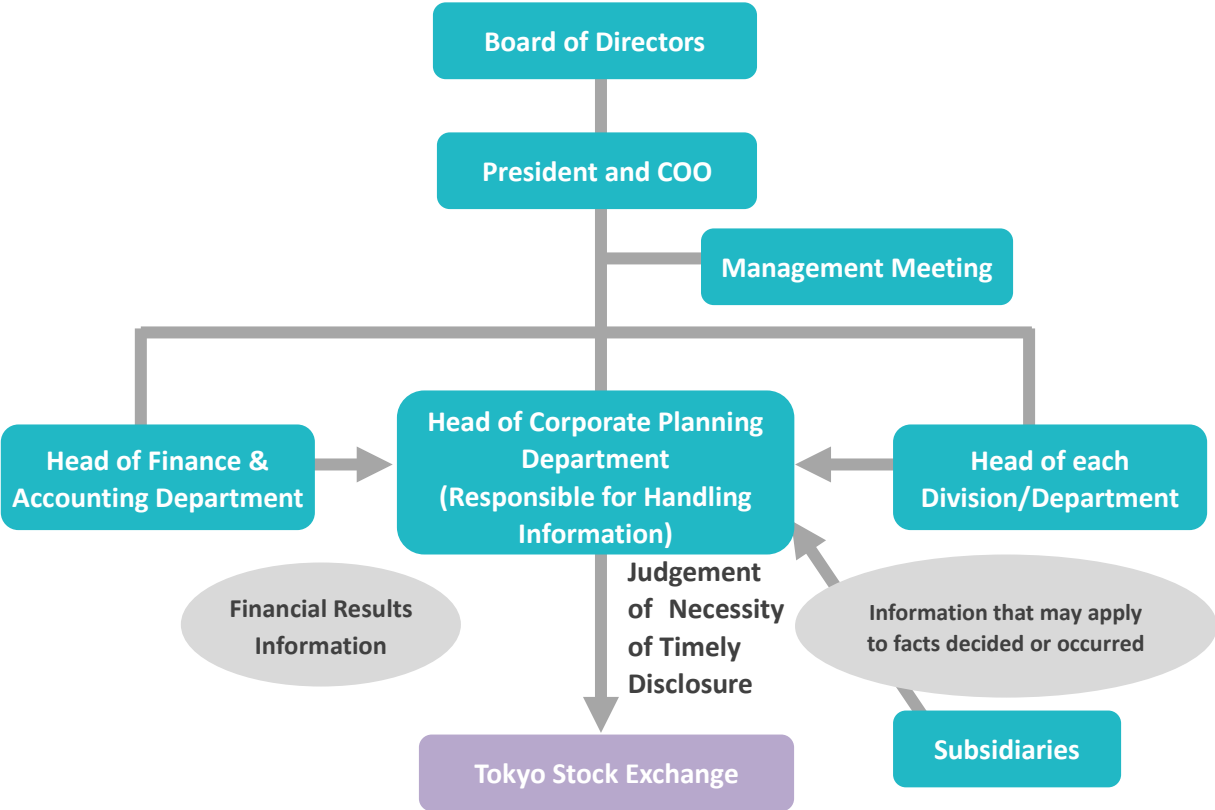 Board of Directors
President and COO
Management Meeting
Head of Finance &
Accounting Department
Head of Corporate Planning
Department
(Responsible for Handling
Information)
Head of each
Division/Department
Financial Results
Information
Judgement
of Necessity
of Timely
Disclosure
Information that may apply
to facts decided or occurred
Subsidiaries
Tokyo Stock Exchange